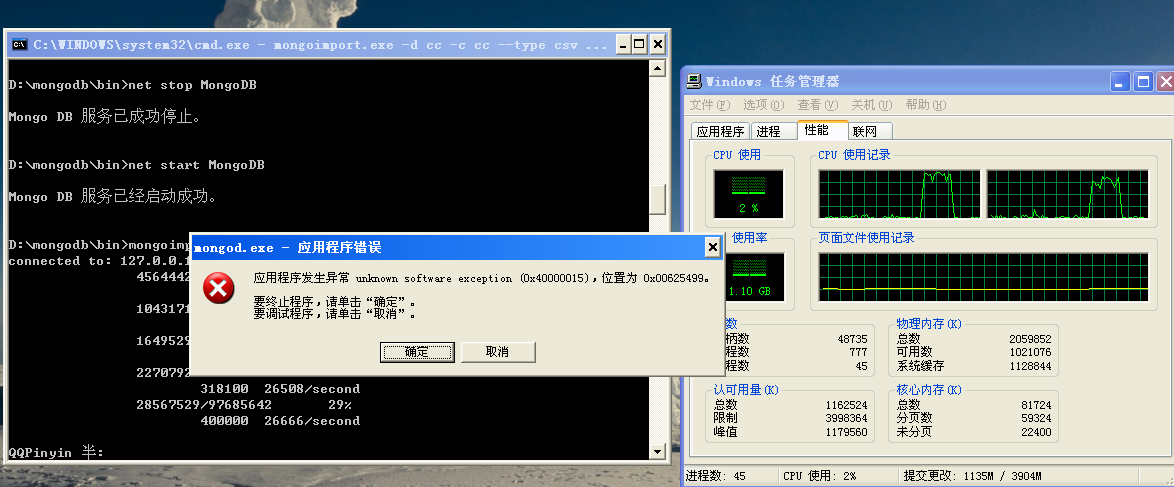 C:\WINDOWS\system32\cmd.exe - mongoimport.exe -d cc -c cc --type csv ...
D:\mongodb\bin>net stop MongoDB
Mongo DB 服务已成功停止。
D:\mongodb\bin>net start MongoDB
Mongo DB 服务已经启动成功。
D:\mongodb\bin>mongoimp
connected to: 127.0.0.1
4564442
1043171
1649529
2270792
318100 26508/second
28567529/97685642 29%
400000 26666/second
QQPinyin 半:
mongod.exe - 应用程序错误
应用程序发生异常 unknown software exception (0x40000015)，位置为 0x00625499。
要终止程序，请单击“确定”。
要调试程序，请单击“取消”。
确定 取消
Windows 任务管理器
文件(F) 选项(O) 查看(V) 关机(U) 帮助(H)
应用程序 进程 性能 联网
CPU 使用 CPU 使用记录
2 %
使用率 页面文件使用记录
1.10 GB
数 物理内存(K)
柄数 48735 总数 2059852
程数 777 可用数 1021076
程数 45 系统缓存 1128844
认可用量(K) 核心内存(K)
总数 1162524 总数 81724
限制 3998364 分页数 59324
峰值 1179560 未分页 22400
进程数: 45 CPU 使用: 2% 提交更改: 1135M / 3904M